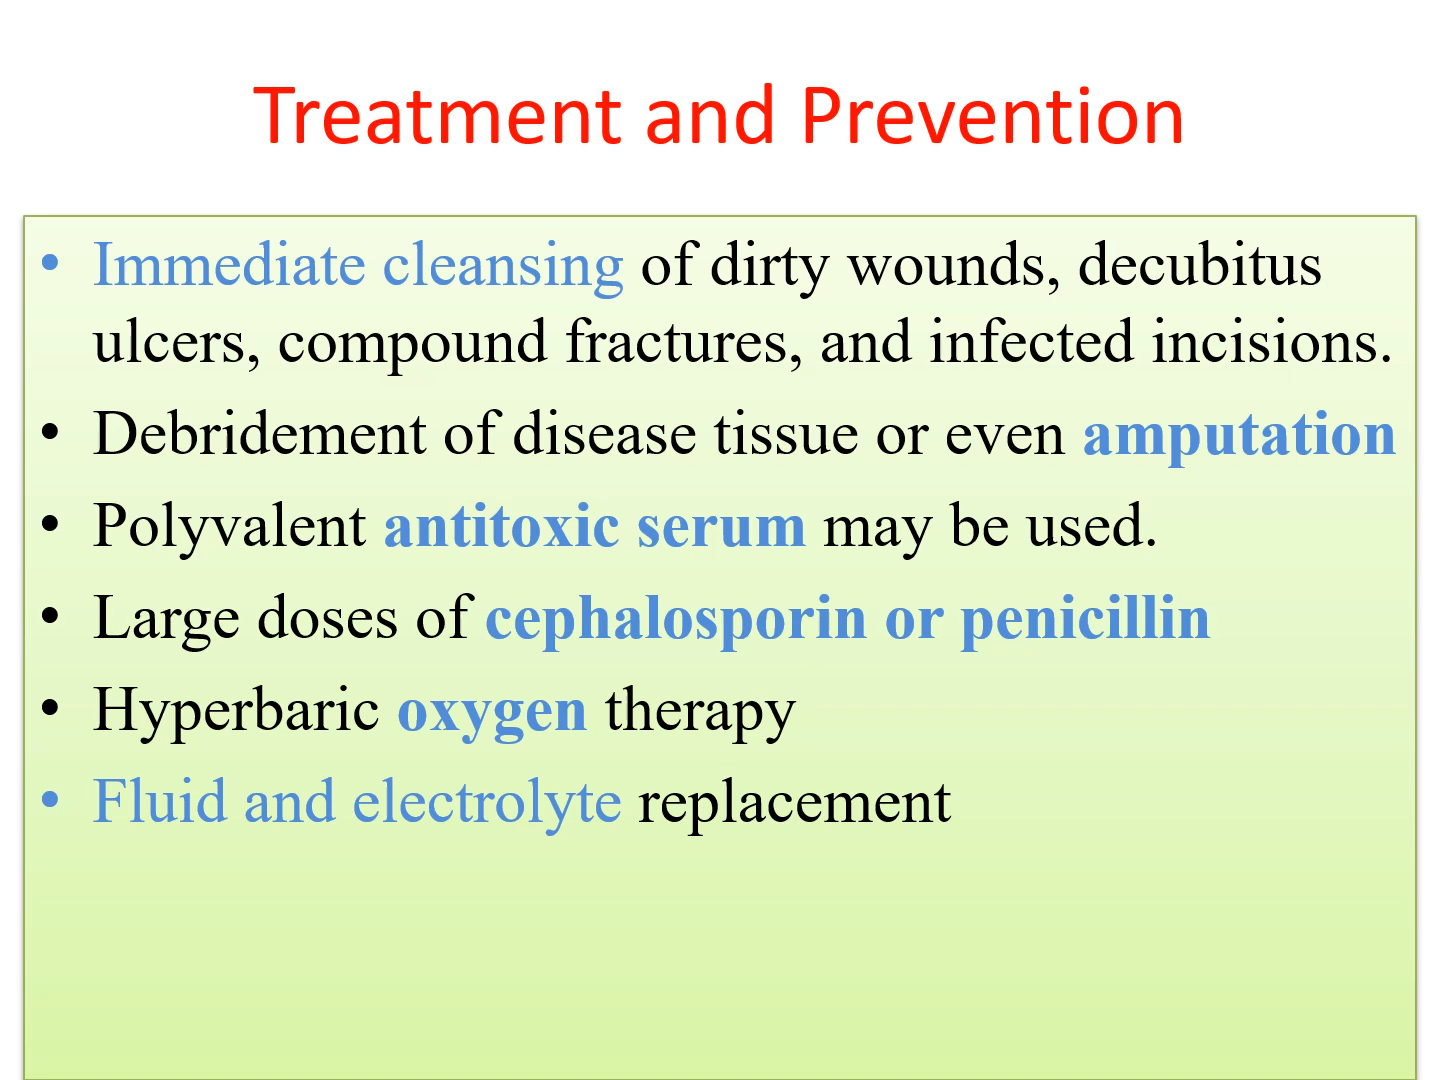 Treatment and Prevention
• Immediate cleansing of dirty wounds, decubitus
ulcers, compound fractures, and infected incisions.
• Debridement of disease tissue or even amputation
• Polyvalent antitoxic serum may be used.
• Large doses of cephalosporin or penicillin
• Hyperbaric oxygen therapy
• Fluid and electrolyte replacement